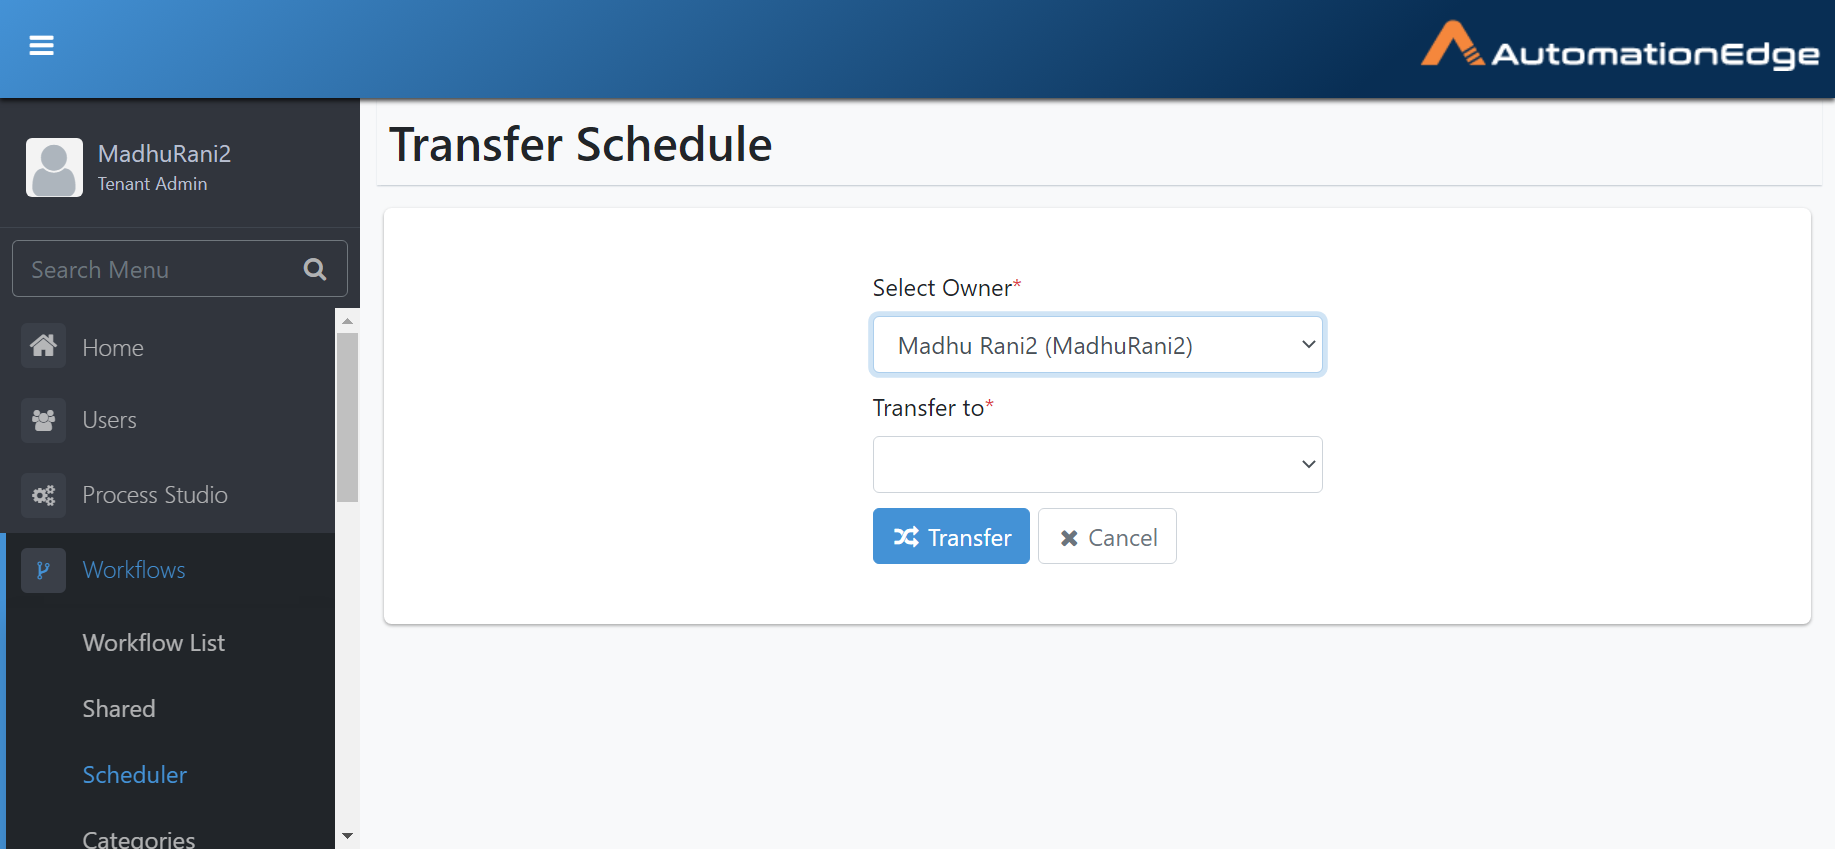 AutomationEdge
MadhuRani2
Tenant Admin
Search Menu
Home
Users
Process Studio
Workflows
Workflow List
Shared
Scheduler
Categories
Transfer Schedule
Select Owner*
Madhu Rani2 (MadhuRani2)
Transfer to*
Transfer
Cancel